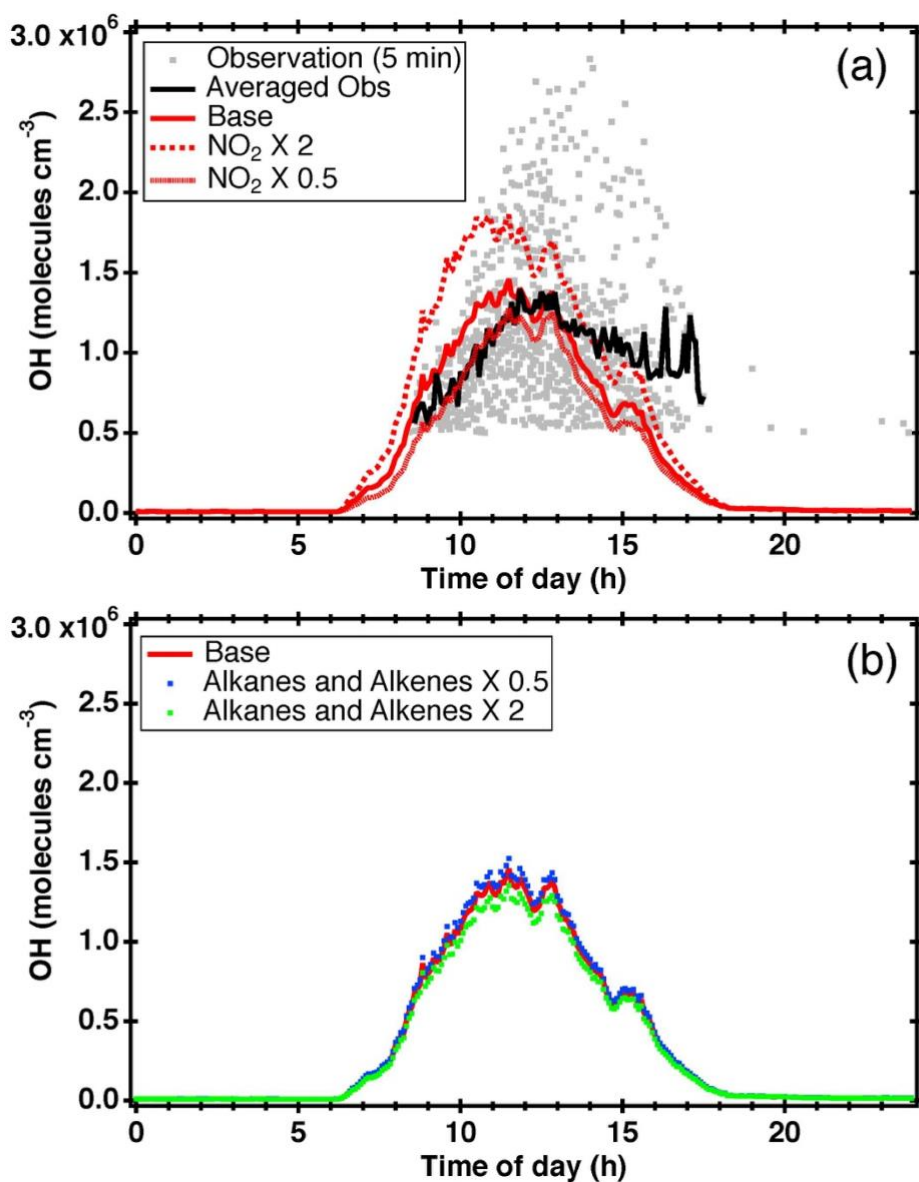 3.0 x10⁶
2.5
2.0
1.5
1.0
0.5
0.0
OH (molecules cm⁻³)
Observation (5 min)
Averaged Obs
Base
NO₂ X 2
NO₂ X 0.5
(a)
0 5 10 15 20
Time of day (h)
3.0 x10⁶
2.5
2.0
1.5
1.0
0.5
0.0
OH (molecules cm⁻³)
Base
Alkanes and Alkenes X 0.5
Alkanes and Alkenes X 2
(b)
0 5 10 15 20
Time of day (h)